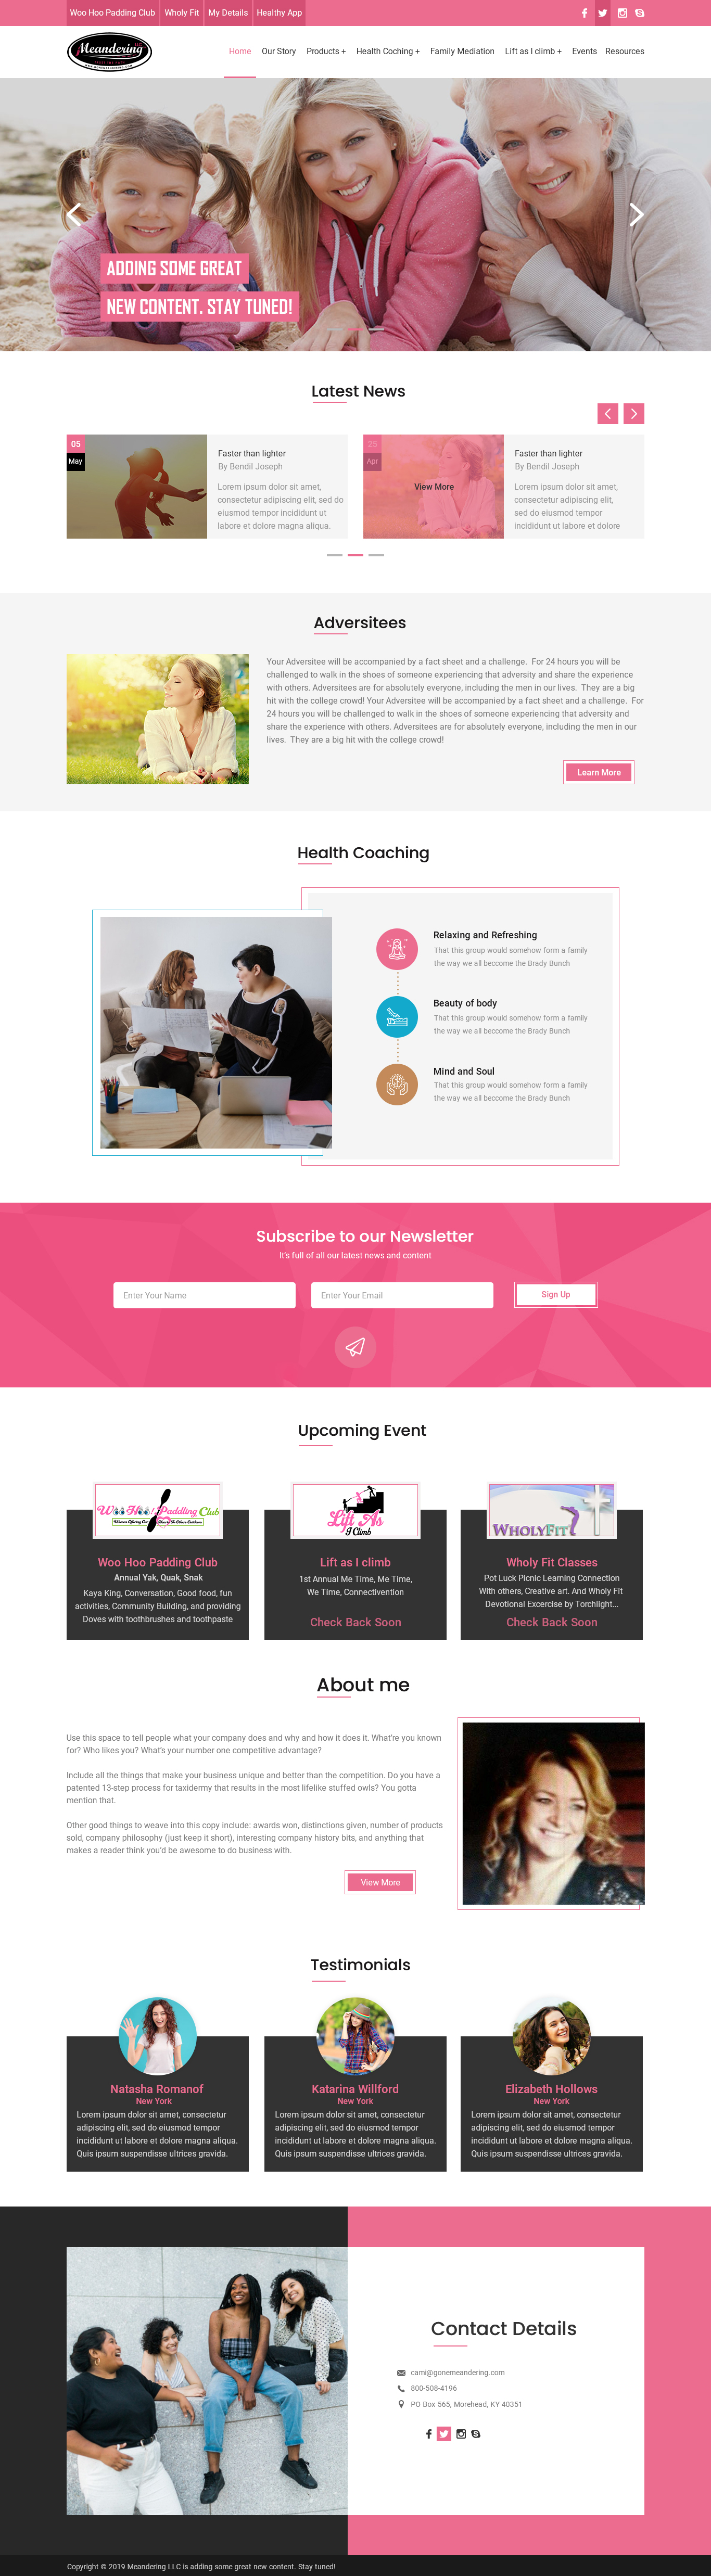 Woo Hoo Padding Club Wholy Fit My Details Healthy App
Meandering
Home Our Story Products + Health Coching + Family Mediation Lift as I climb + Events Resources
ADDING SOME GREAT
NEW CONTENT. STAY TUNED!
Latest News
05
May
Faster than lighter
By Bendil Joseph
Lorem ipsum dolor sit amet,
consectetur adipiscing elit, sed do
eiusmod tempor incididunt ut
labore et dolore magna aliqua.
25
Apr
View More
Faster than lighter
By Bendil Joseph
Lorem ipsum dolor sit amet,
consectetur adipiscing elit,
sed do eiusmod tempor
incididunt ut labore et dolore
Adversitees
Your Adversitee will be accompanied by a fact sheet and a challenge. For 24 hours you will be
challenged to walk in the shoes of someone experiencing that adversity and share the experience
with others. Adversitees are for absolutely everyone, including the men in our lives. They are a big
hit with the college crowd! Your Adversitee will be accompanied by a fact sheet and a challenge. For
24 hours you will be challenged to walk in the shoes of someone experiencing that adversity and
share the experience with others. Adversitees are for absolutely everyone, including the men in our
lives. They are a big hit with the college crowd!
Learn More
Health Coaching
Relaxing and Refreshing
That this group would somehow form a family
the way we all beccome the Brady Bunch
Beauty of body
That this group would somehow form a family
the way we all beccome the Brady Bunch
Mind and Soul
That this group would somehow form a family
the way we all beccome the Brady Bunch
Subscribe to our Newsletter
It's full of all our latest news and content
Enter Your Name
Enter Your Email
Sign Up
Upcoming Event
Woo Hoo Paddling Club
Woo Hoo Padding Club
Annual Yak, Quak, Snak
Kaya King, Conversation, Good food, fun
activities, Community Building, and providing
Doves with toothbrushes and toothpaste
Lift As
I Climb
Lift as I climb
1st Annual Me Time, Me Time,
We Time, Connectivention
Check Back Soon
WHOLYFIT
Wholy Fit Classes
Pot Luck Picnic Learning Connection
With others, Creative art. And Wholy Fit
Devotional Excercise by Torchlight...
Check Back Soon
About me
Use this space to tell people what your company does and why and how it does it. What're you known
for? Who likes you? What's your number one competitive advantage?
Include all the things that make your business unique and better than the competition. Do you have a
patented 13-step process for taxidermy that results in the most lifelike stuffed owls? You gotta
mention that.
Other good things to weave into this copy include: awards won, distinctions given, number of products
sold, company philosophy (just keep it short), interesting company history bits, and anything that
makes a reader think you'd be awesome to do business with.
View More
Testimonials
Natasha Romanof
New York
Lorem ipsum dolor sit amet, consectetur
adipiscing elit, sed do eiusmod tempor
incididunt ut labore et dolore magna aliqua.
Quis ipsum suspendisse ultrices gravida.
Katarina Willford
New York
Lorem ipsum dolor sit amet, consectetur
adipiscing elit, sed do eiusmod tempor
incididunt ut labore et dolore magna aliqua.
Quis ipsum suspendisse ultrices gravida.
Elizabeth Hollows
New York
Lorem ipsum dolor sit amet, consectetur
adipiscing elit, sed do eiusmod tempor
incididunt ut labore et dolore magna aliqua.
Quis ipsum suspendisse ultrices gravida.
Contact Details
cami@gonemeandering.com
800-508-4196
PO Box 565, Morehead, KY 40351
Copyright © 2019 Meandering LLC is adding some great new content. Stay tuned!